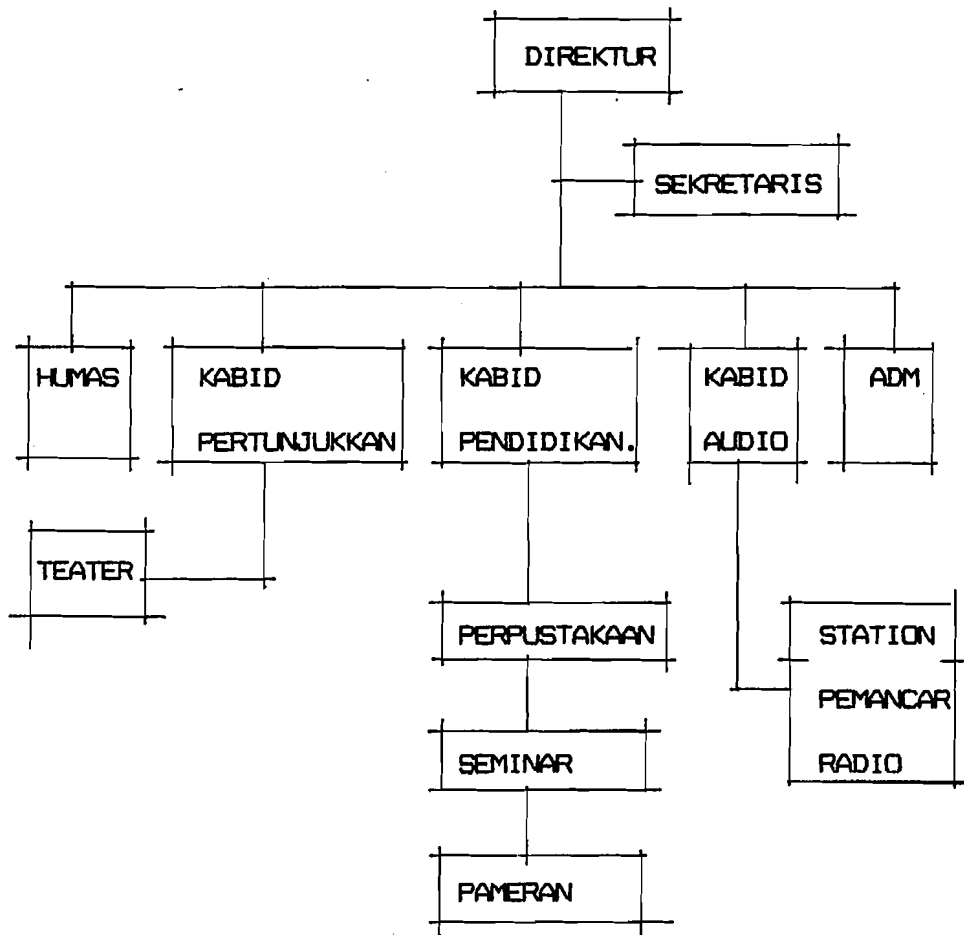 DIREKTUR
SEKRETARIS
HUMAS
KABID
PERTUNJUKKAN
KABID
PENDIDIKAN.
KABID
AUDIO
ADM
TEATER
PERPUSTAKAAN
SEMINAR
PAMERAN
STATION
PEMANCAR
RADIO